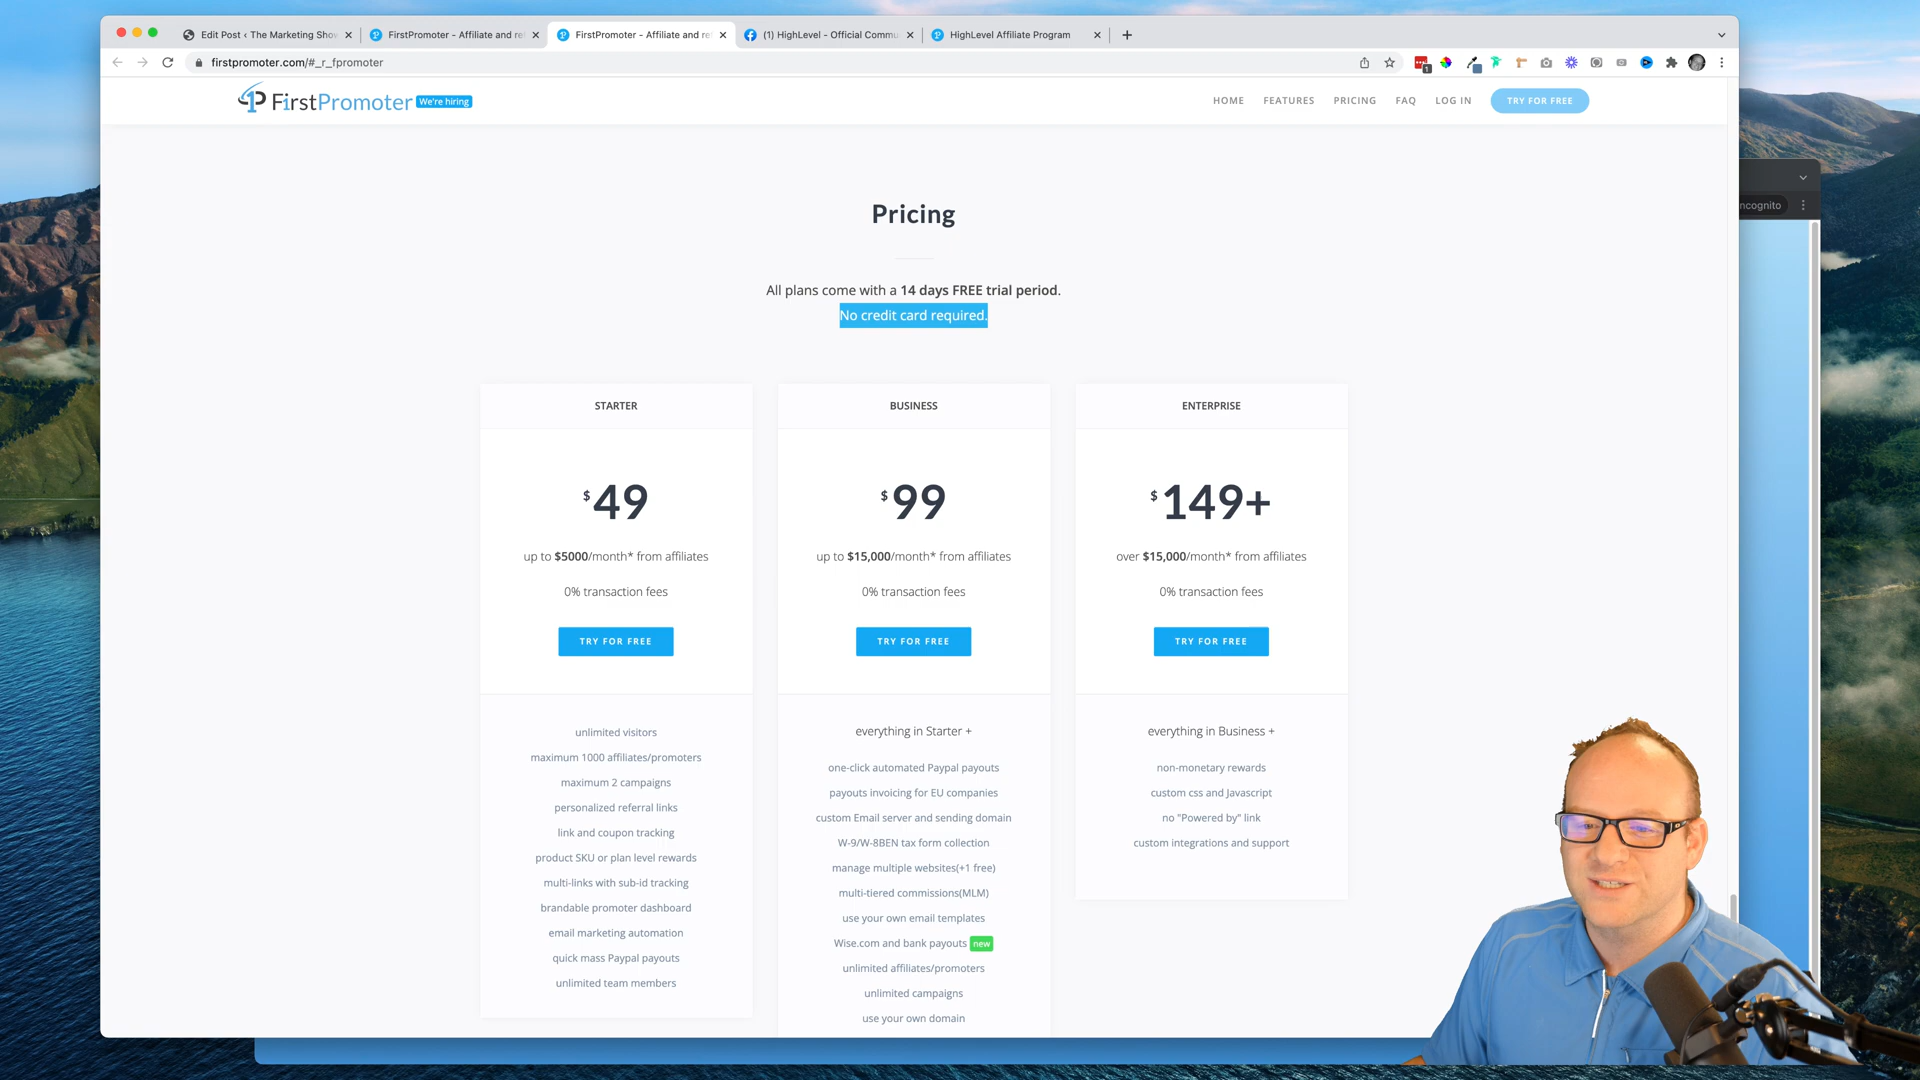 Edit Post ‹ The Marketing Show
FirstPromoter - Affiliate and re
FirstPromoter - Affiliate and re
(1) HighLevel - Official Commu
HighLevel Affiliate Program
firstpromoter.com/#_r_fpromoter
FirstPromoter We're hiring
HOME FEATURES PRICING FAQ LOG IN TRY FOR FREE
ncognito
Pricing
All plans come with a 14 days FREE trial period.
No credit card required.
STARTER
$49
up to $5000/month* from affiliates
0% transaction fees
TRY FOR FREE
unlimited visitors
maximum 1000 affiliates/promoters
maximum 2 campaigns
personalized referral links
link and coupon tracking
product SKU or plan level rewards
multi-links with sub-id tracking
brandable promoter dashboard
email marketing automation
quick mass Paypal payouts
unlimited team members
BUSINESS
$99
up to $15,000/month* from affiliates
0% transaction fees
TRY FOR FREE
everything in Starter +
one-click automated Paypal payouts
payouts invoicing for EU companies
custom Email server and sending domain
W-9/W-8BEN tax form collection
manage multiple websites(+1 free)
multi-tiered commissions(MLM)
use your own email templates
Wise.com and bank payouts new
unlimited affiliates/promoters
unlimited campaigns
use your own domain
ENTERPRISE
$149+
over $15,000/month* from affiliates
0% transaction fees
TRY FOR FREE
everything in Business +
non-monetary rewards
custom css and Javascript
no "Powered by" link
custom integrations and support